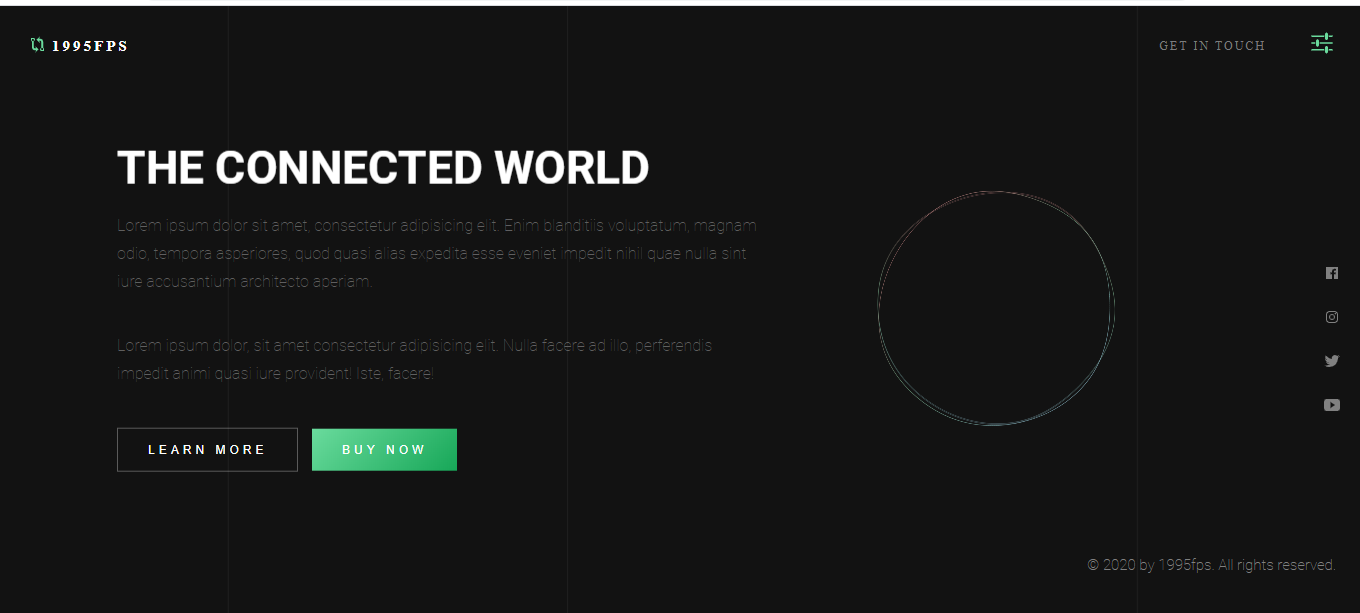 1995FPS
GET IN TOUCH
THE CONNECTED WORLD
Lorem ipsum dolor sit amet, consectetur adipisicing elit. Enim blanditiis voluptatum, magnam
odio, tempora asperiores, quod quasi alias expedita esse eveniet impedit nihil quae nulla sint
iure accusantium architecto aperiam.
Lorem ipsum dolor, sit amet consectetur adipisicing elit. Nulla facere ad illo, perferendis
impedit animi quasi iure provident! Iste, facere!
LEARN MORE
BUY NOW
© 2020 by 1995fps. All rights reserved.